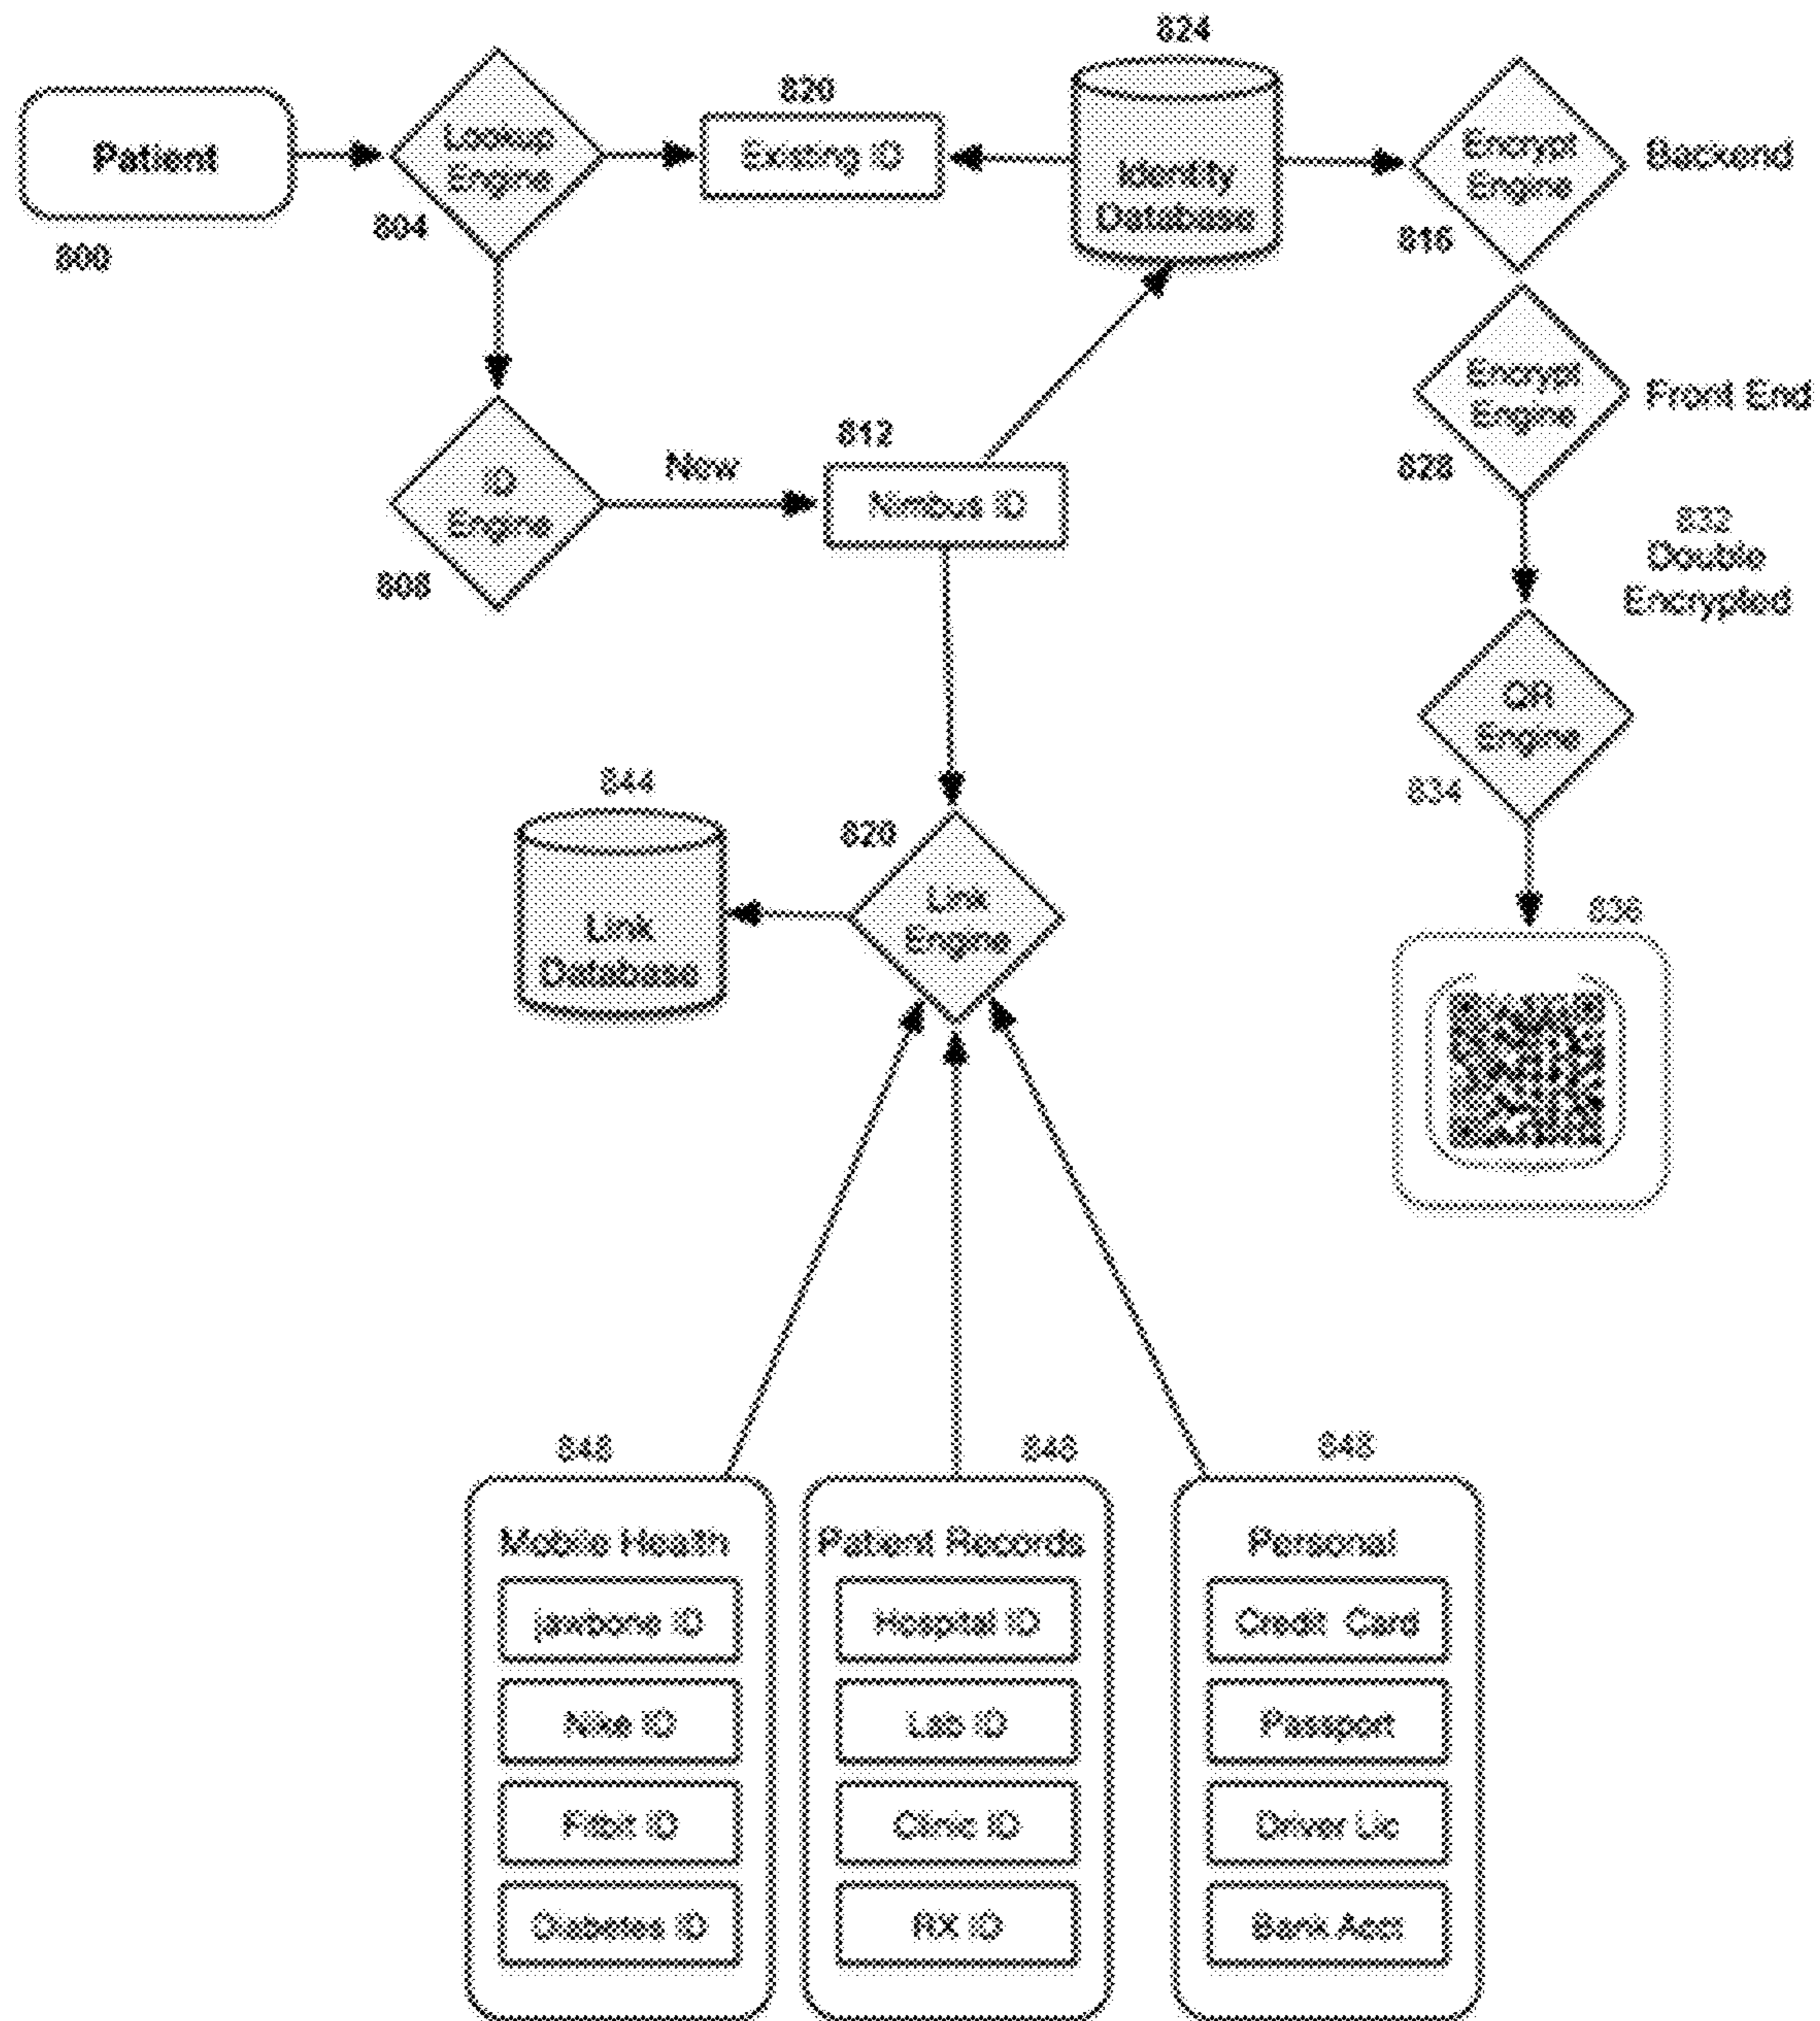 824
820
Patient
Lookup
Engine
Existing ID
Identity
Database
Encrypt
Engine
Backend
800
804
816
Encrypt
Engine
Front End
828
812
New
ID
Engine
Nimbus ID
808
832
Double
Encrypted
QR
Engine
834
844
820
Link
Engine
Link
Database
836
848
848
848
Mobile Health
Patient Records
Personal
jawbone ID
Hospital ID
Credit Card
Nike ID
Lab ID
Passport
Fitbit ID
Clinic ID
Driver Lic
Diabetes ID
RX ID
Bank Acct